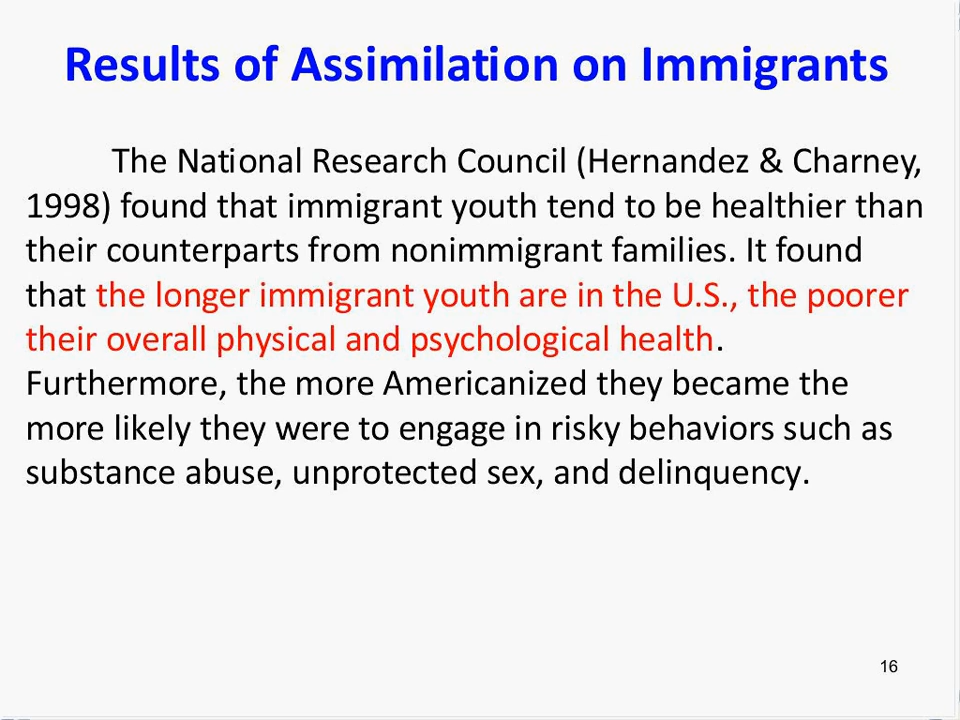 Results of Assimilation on Immigrants
The National Research Council (Hernandez & Charney,
1998) found that immigrant youth tend to be healthier than
their counterparts from nonimmigrant families. It found
that the longer immigrant youth are in the U.S., the poorer
their overall physical and psychological health.
Furthermore, the more Americanized they became the
more likely they were to engage in risky behaviors such as
substance abuse, unprotected sex, and delinquency.
16